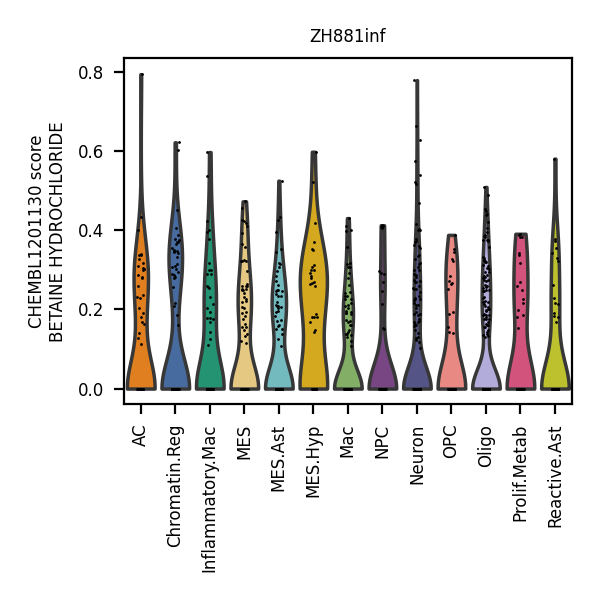 ZH881inf
CHEMBL1201130 score
BETAINE HYDROCHLORIDE
0.8
0.6
0.4
0.2
0.0
AC
Chromatin.Reg
Inflammatory.Mac
MES
MES.Ast
MES.Hyp
Mac
NPC
Neuron
OPC
Oligo
Prolif.Metab
Reactive.Ast